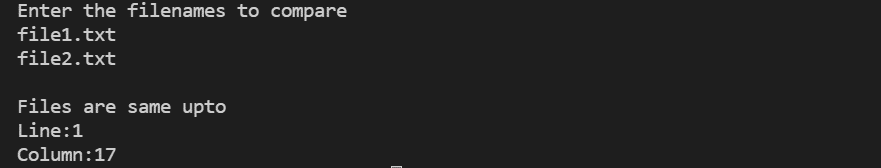 Enter the filenames to compare
file1.txt
file2.txt
Files are same upto
Line:1
Column:17